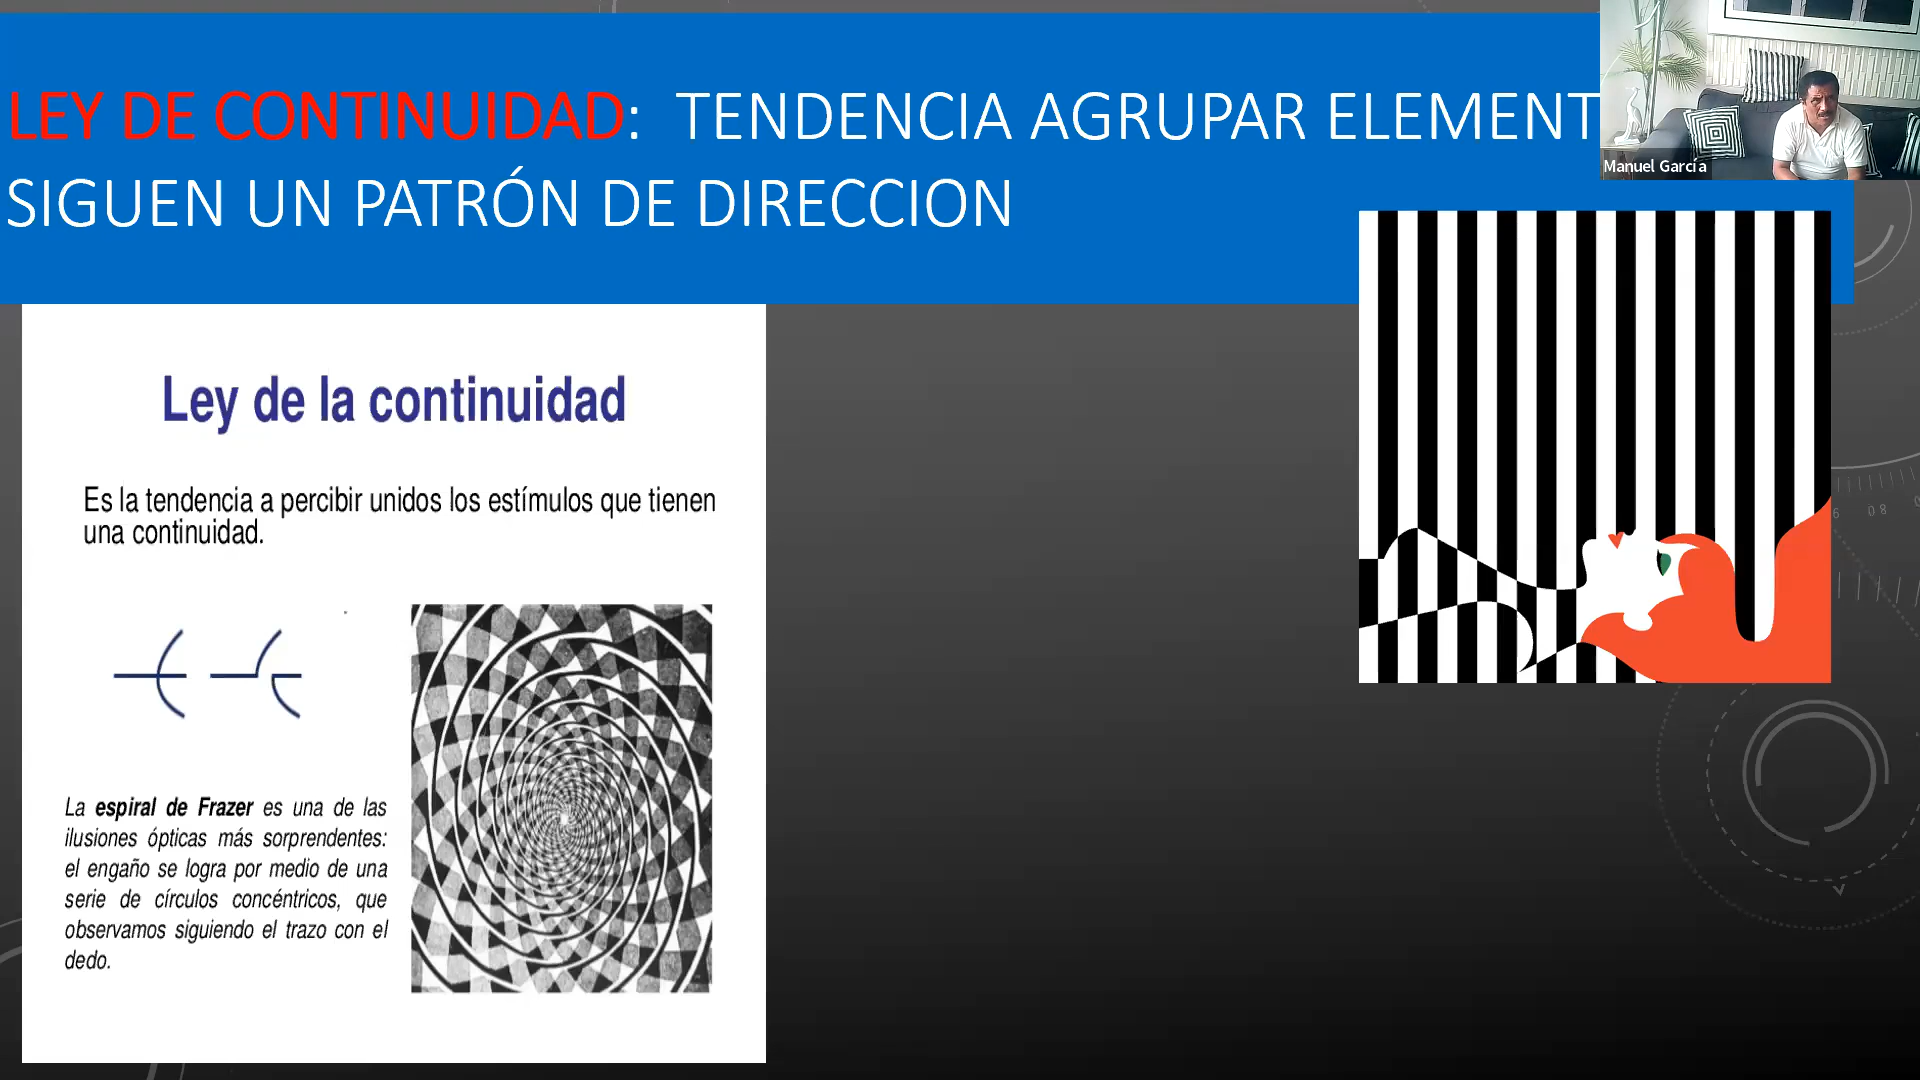 LEY DE CONTINUIDAD: TENDENCIA AGRUPAR ELEMENT
SIGUEN UN PATRÓN DE DIRECCION
Manuel García
Ley de la continuidad
Es la tendencia a percibir unidos los estímulos que tienen
una continuidad.
La espiral de Frazer es una de las
ilusiones ópticas más sorprendentes:
el engaño se logra por medio de una
serie de círculos concéntricos, que
observamos siguiendo el trazo con el
dedo.